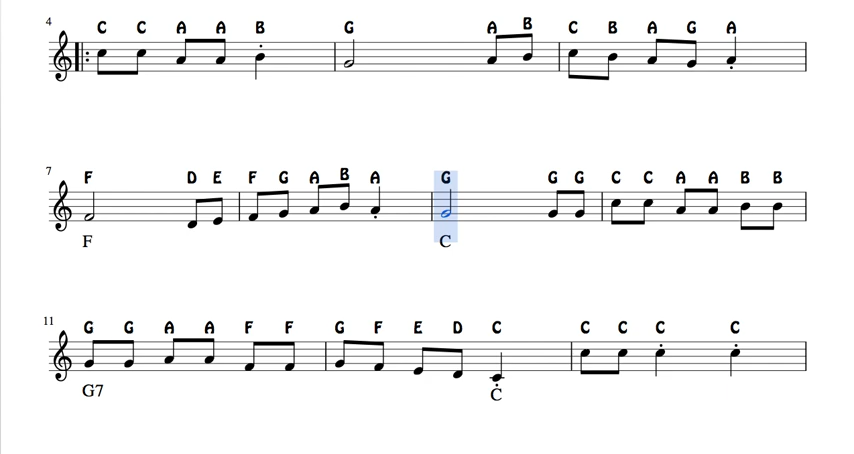 4
C C A A B G A B C B A G A
7
F D E F G A B A G G G C C A A B B
F C
11
G G A A F F G F E D C C C C C
G7 C